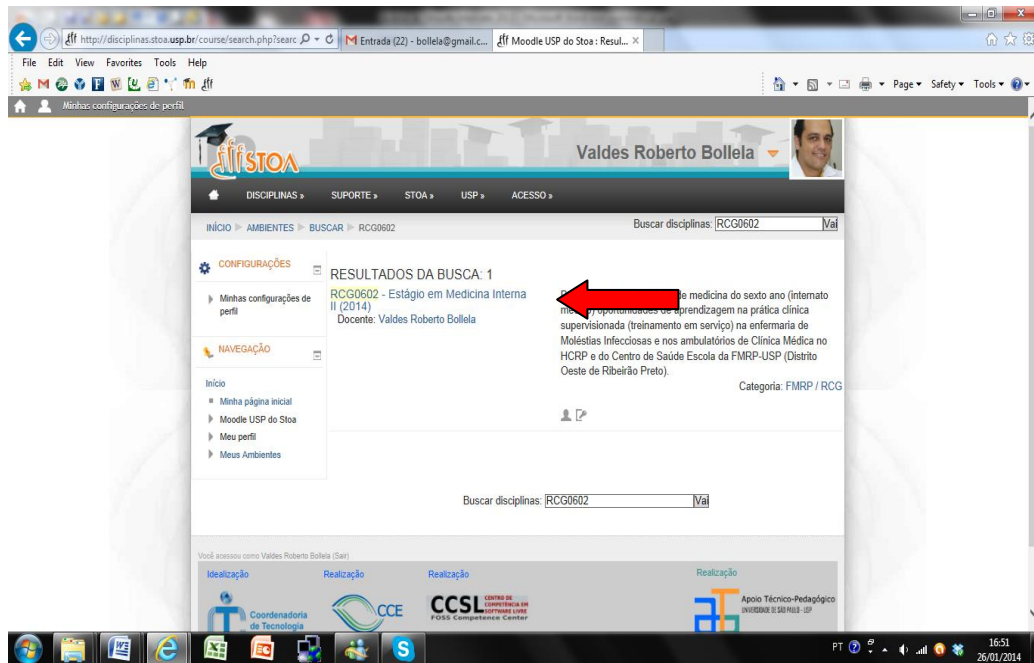 http://disciplinas.stoa.usp.br/course/search.php?searc
Entrada (22) - bollela@gmail.c...
Moodle USP do Stoa : Resul...
File Edit View Favorites Tools Help
Page Safety Tools
Minhas configurações de perfil
STOA
Valdes Roberto Bollela
DISCIPLINAS » SUPORTE » STOA » USP » ACESSO »
INÍCIO AMBIENTES BUSCAR RCG0602
Buscar disciplinas: RCG0602 Vai
CONFIGURAÇÕES
Minhas configurações de
perfil
NAVEGAÇÃO
Início
Minha página inicial
Moodle USP do Stoa
Meu perfil
Meus Ambientes
RESULTADOS DA BUSCA: 1
RCG0602 - Estágio em Medicina Interna
II (2014)
Docente: Valdes Roberto Bollela
de medicina do sexto ano (internato
oportunidades de aprendizagem na prática clínica
supervisionada (treinamento em serviço) na enfermaria de
Moléstias Infecciosas e nos ambulatórios de Clínica Médica no
HCRP e do Centro de Saúde Escola da FMRP-USP (Distrito
Oeste de Ribeirão Preto).
Categoria: FMRP / RCG
Buscar disciplinas: RCG0602 Vai
Você acessou como Valdes Roberto Bollela (Sair)
Idealização Realização Realização Realização
Coordenadoria
de Tecnologia
CCE
CCSL CENTRO DE
COMPETÊNCIA EM
SOFTWARE LIVRE
FOSS Competence Center
Apoio Técnico-Pedagógico
UNIVERSIDADE DE SÃO PAULO - USP
PT
16:51
26/01/2014